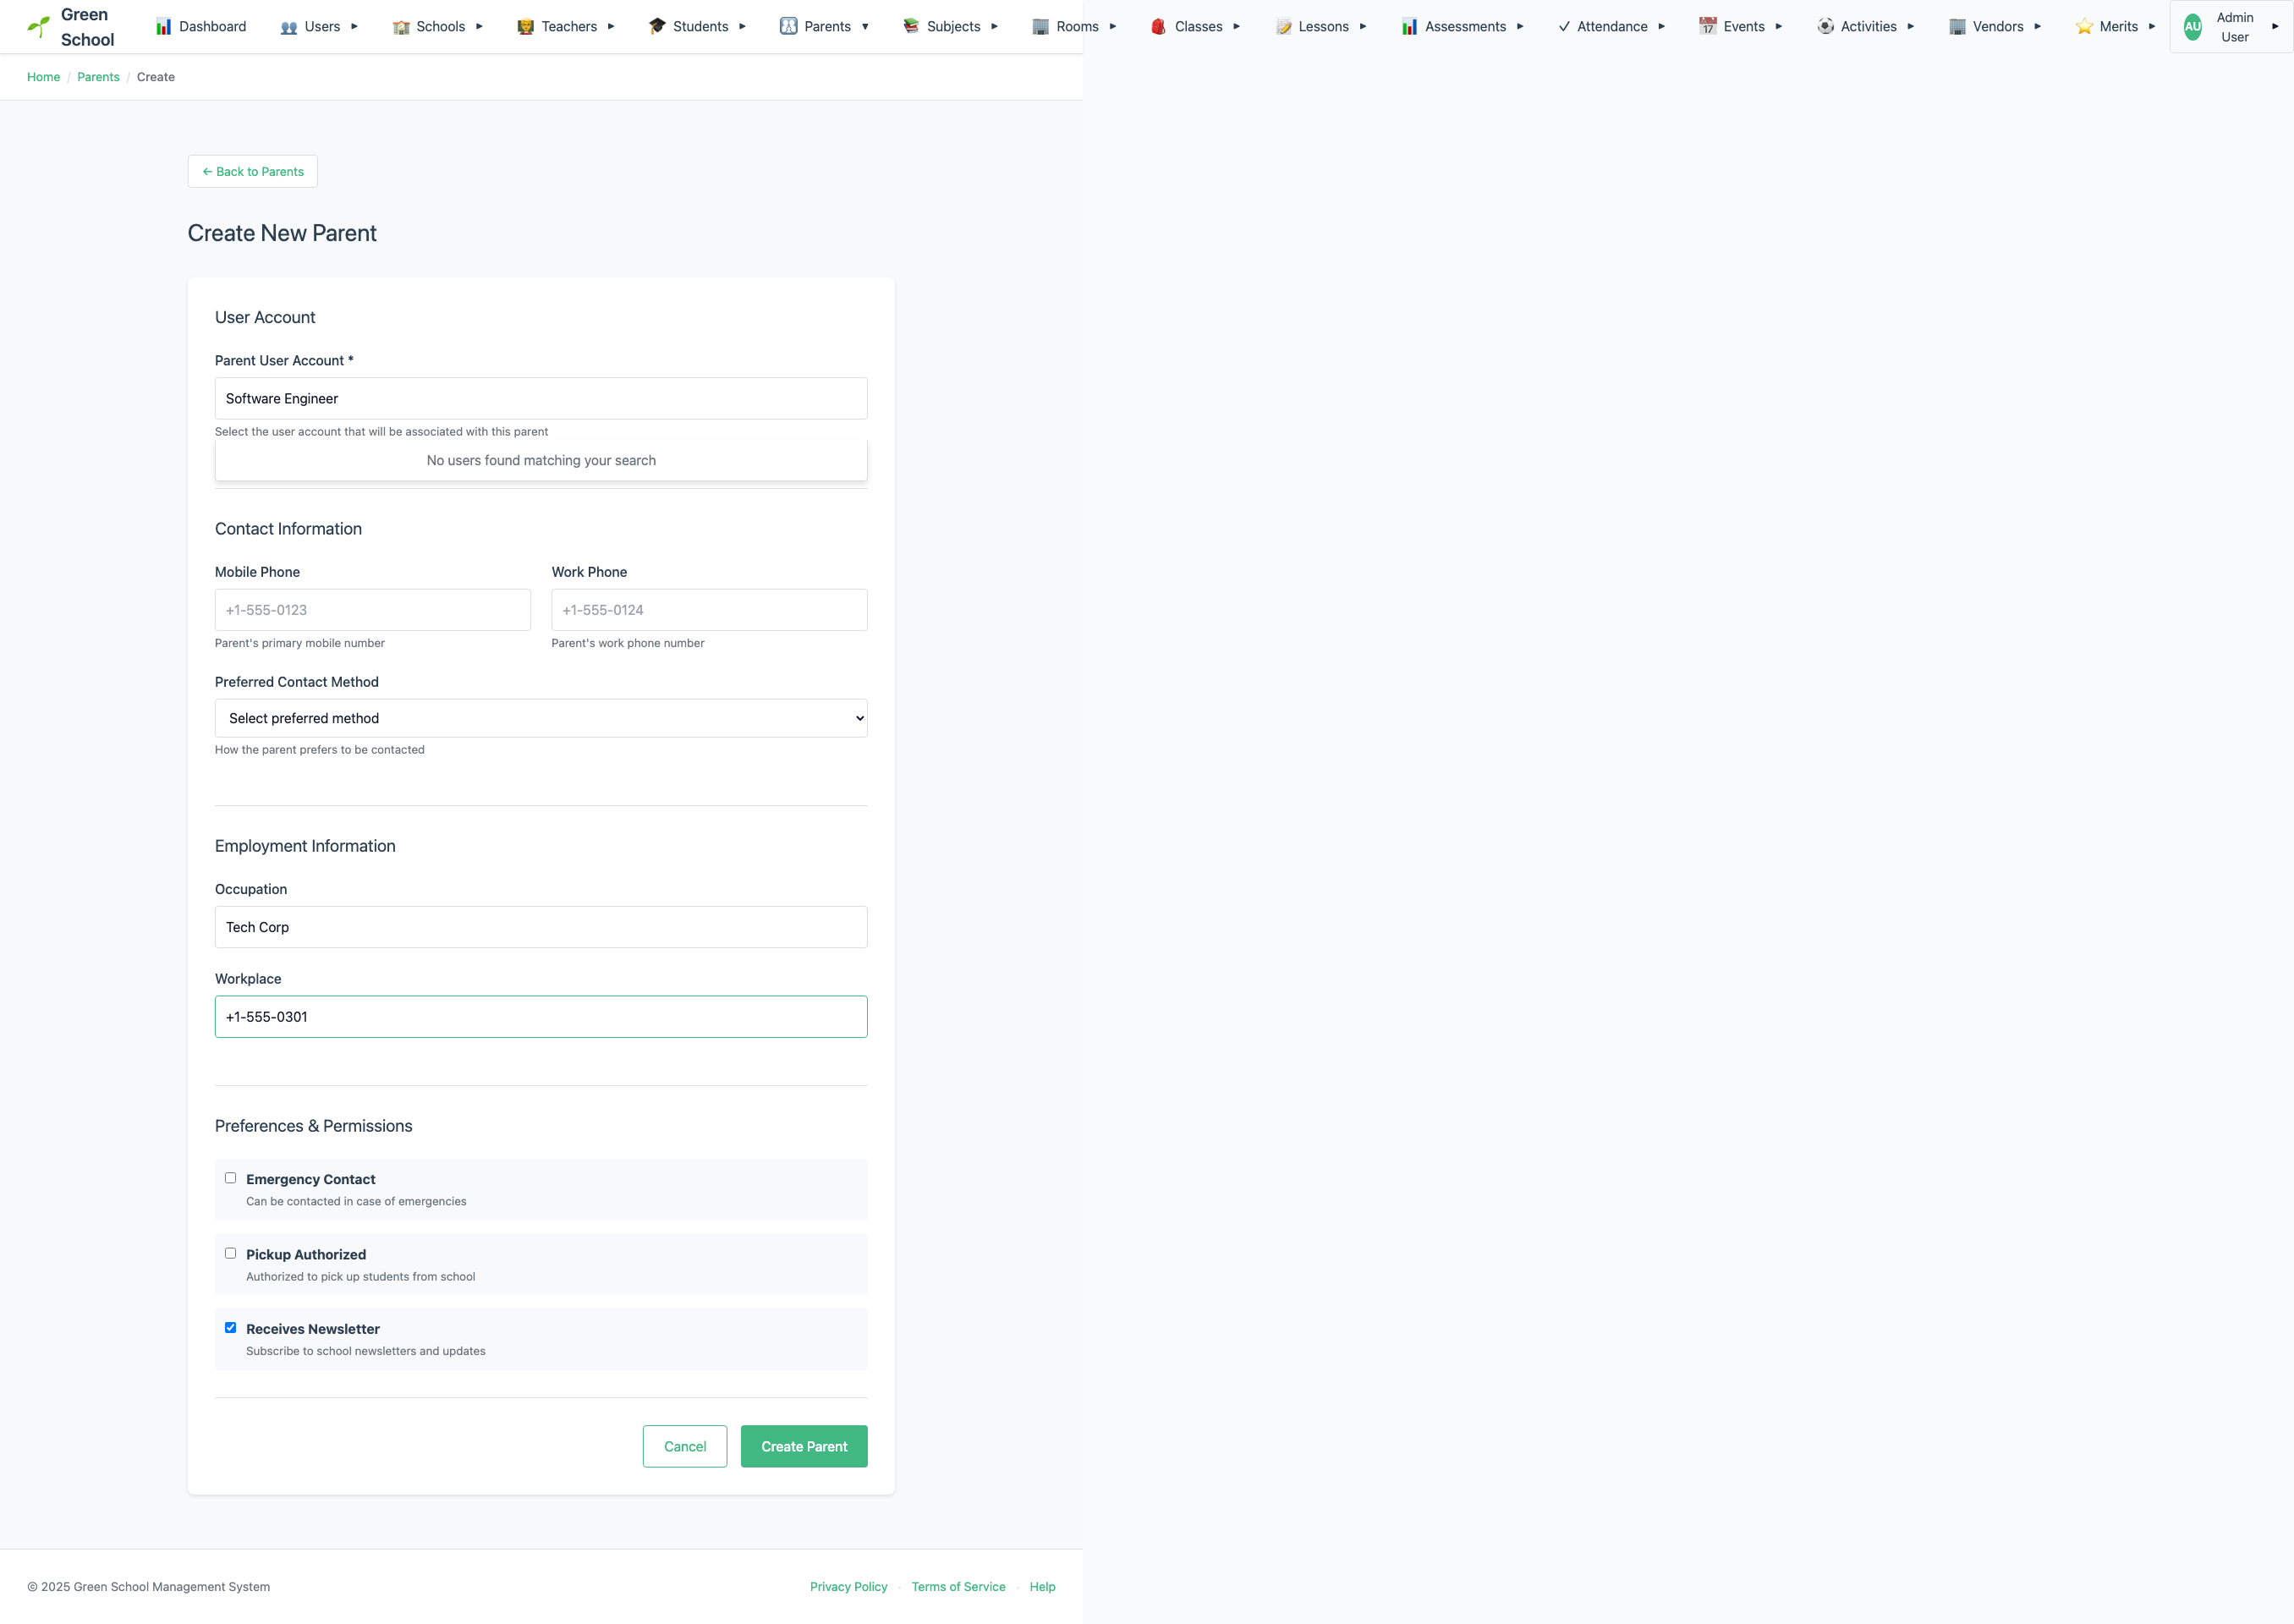 Green School
Dashboard
Users
Schools
Teachers
Students
Parents
Subjects
Rooms
Classes
Lessons
Assessments
Attendance
Events
Activities
Vendors
Merits
AU
Admin User
Home / Parents / Create
← Back to Parents
Create New Parent
User Account
Parent User Account *
Software Engineer
Select the user account that will be associated with this parent
No users found matching your search
Contact Information
Mobile Phone
+1-555-0123
Parent's primary mobile number
Work Phone
+1-555-0124
Parent's work phone number
Preferred Contact Method
Select preferred method
How the parent prefers to be contacted
Employment Information
Occupation
Tech Corp
Workplace
+1-555-0301
Preferences & Permissions
Emergency Contact
Can be contacted in case of emergencies
Pickup Authorized
Authorized to pick up students from school
Receives Newsletter
Subscribe to school newsletters and updates
Cancel
Create Parent
© 2025 Green School Management System
Privacy Policy · Terms of Service · Help